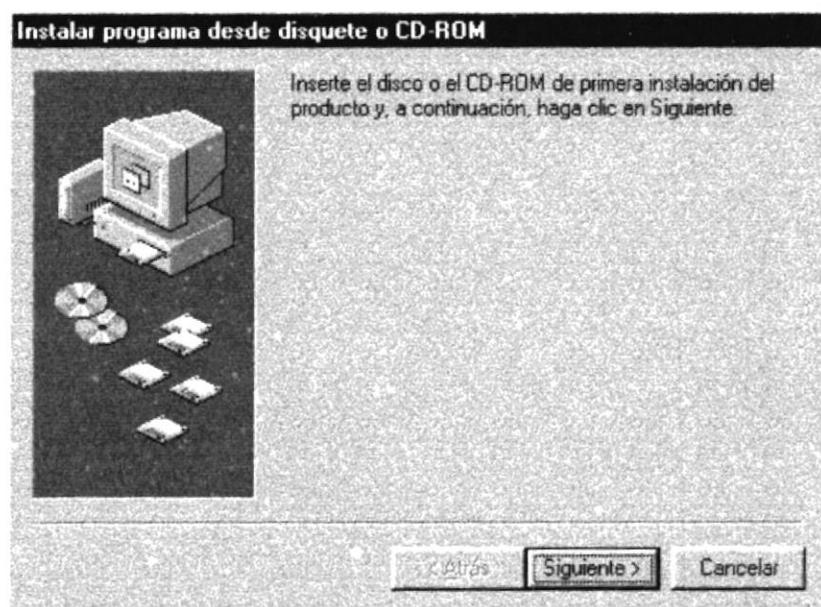 Instalar programa desde disquete o CD-ROM
Inserte el disco o el CD-ROM de primera instalación del
producto y, a continuación, haga clic en Siguiente.
< Atrás
Siguiente >
Cancelar